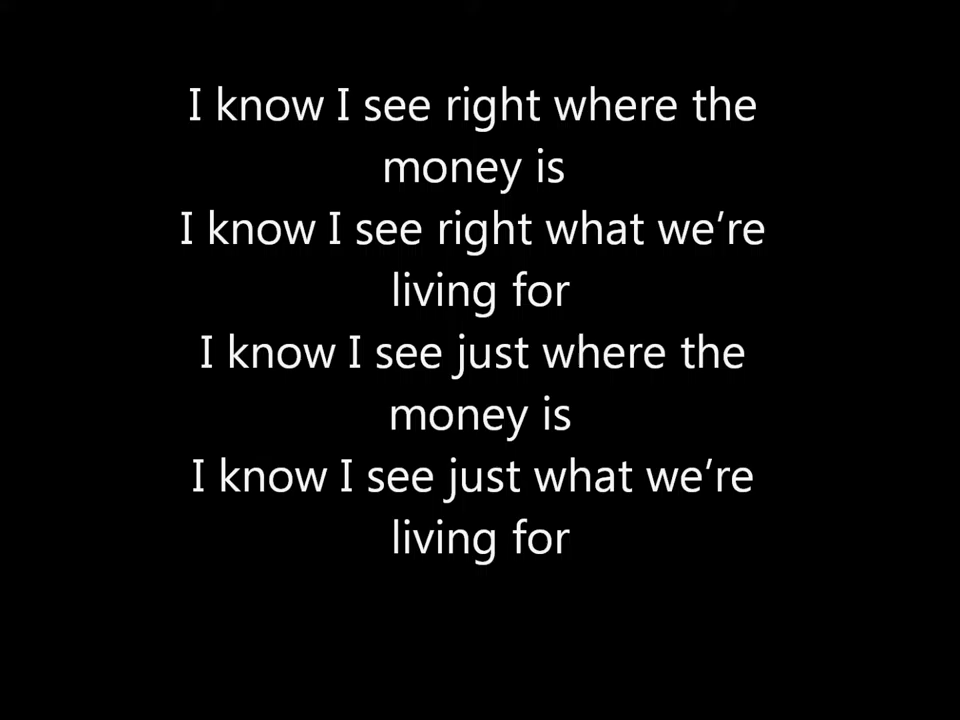 I know I see right where the
money is
I know I see right what we’re
living for
I know I see just where the
money is
I know I see just what we’re
living for